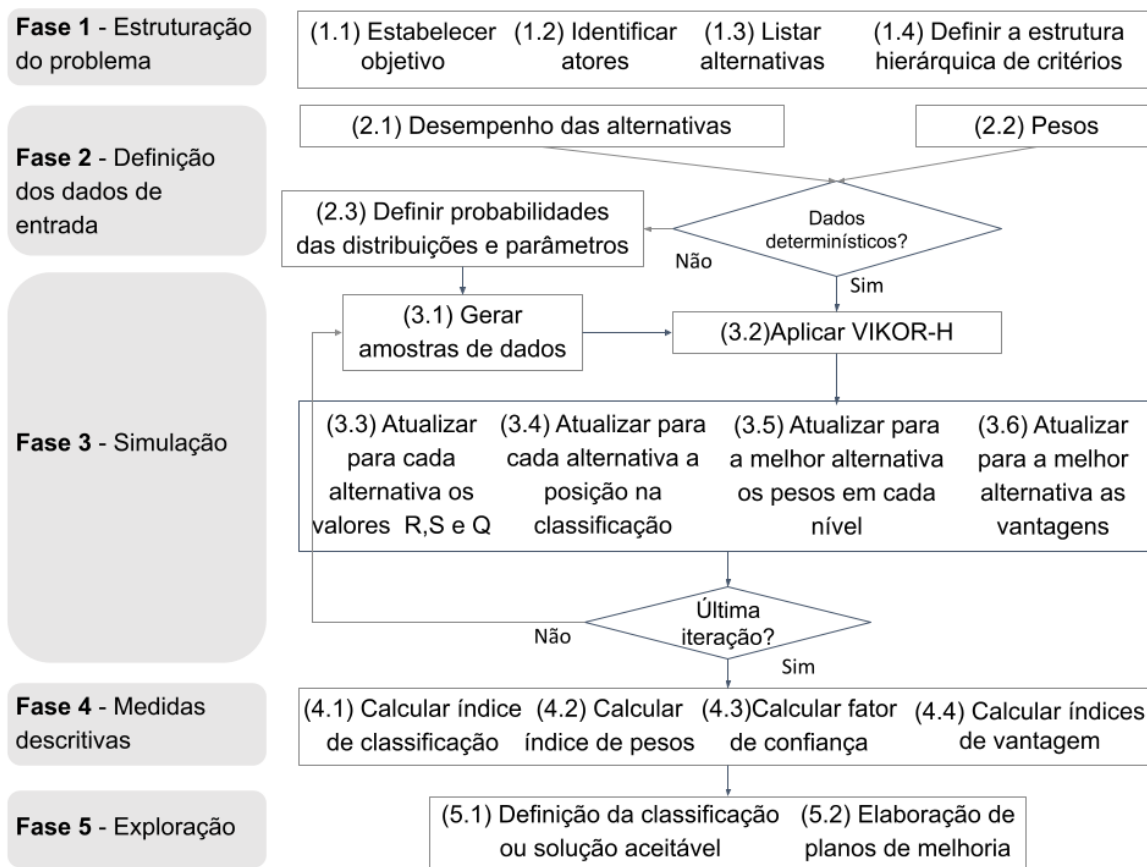 Fase 1 - Estruturação
do problema
(1.1) Estabelecer
objetivo
(1.2) Identificar
atores
(1.3) Listar
alternativas
(1.4) Definir a estrutura
hierárquica de critérios
Fase 2 - Definição
dos dados de
entrada
(2.1) Desempenho das alternativas
(2.2) Pesos
Dados
determinísticos?
Não
Sim
(2.3) Definir probabilidades
das distribuições e parâmetros
Fase 3 - Simulação
(3.1) Gerar
amostras de dados
(3.2)Aplicar VIKOR-H
(3.3) Atualizar
para cada
alternativa os
valores R,S e Q
(3.4) Atualizar para
cada alternativa a
posição na
classificação
(3.5) Atualizar para
a melhor alternativa
os pesos em cada
nível
(3.6) Atualizar
para a melhor
alternativa as
vantagens
Última
iteração?
Não
Sim
Fase 4 - Medidas
descritivas
(4.1) Calcular índice
de classificação
(4.2) Calcular
índice de pesos
(4.3)Calcular fator
de confiança
(4.4) Calcular índices
de vantagem
Fase 5 - Exploração
(5.1) Definição da classificação
ou solução aceitável
(5.2) Elaboração de
planos de melhoria